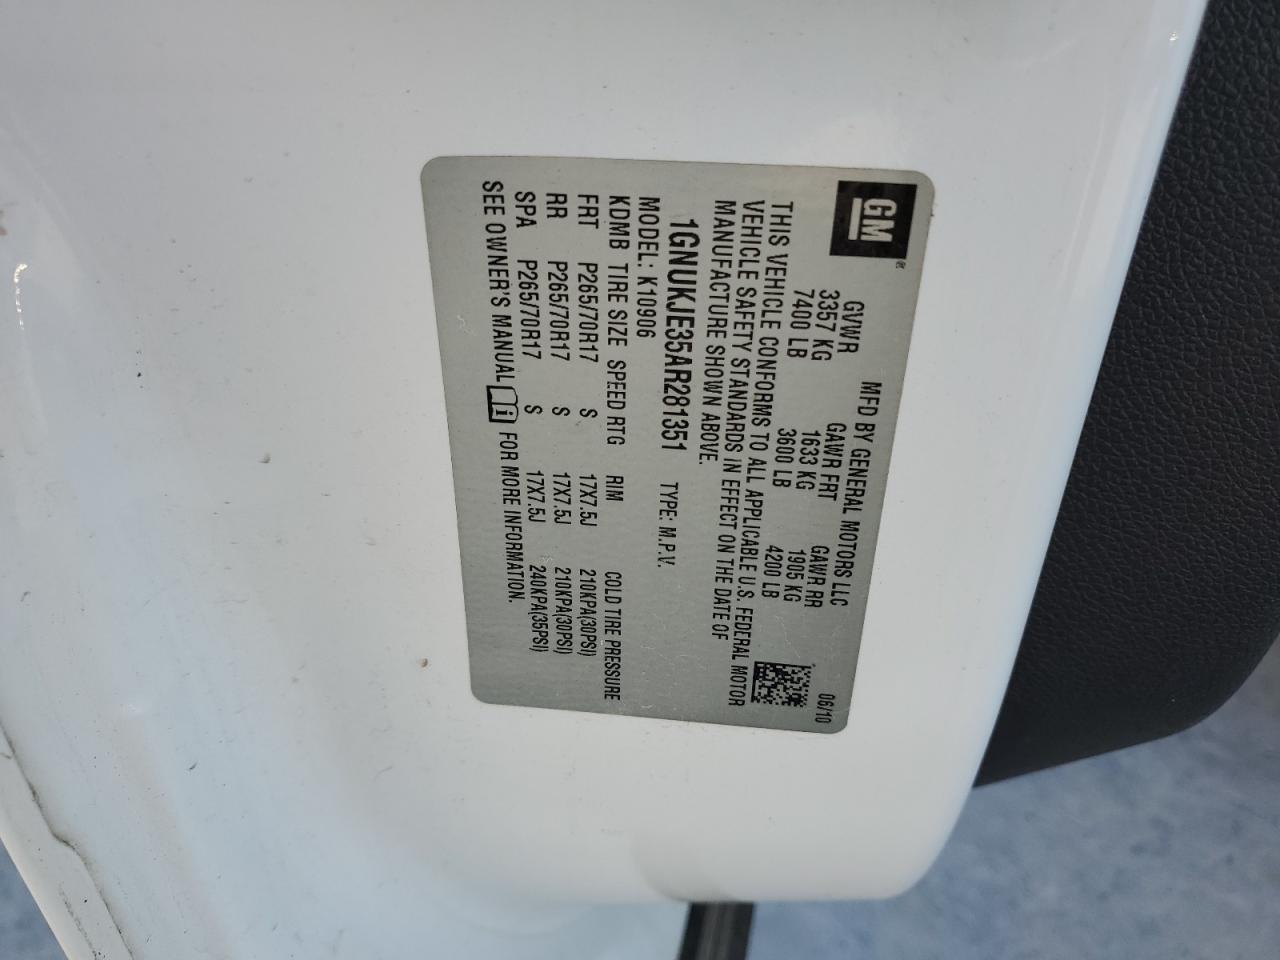 GM®
MFD BY GENERAL MOTORS LLC
06/10
GVWR GAWR FRT GAWR RR
3357 KG 1633 KG 1905 KG
7400 LB 3600 LB 4200 LB
THIS VEHICLE CONFORMS TO ALL APPLICABLE U.S. FEDERAL MOTOR
VEHICLE SAFETY STANDARDS IN EFFECT ON THE DATE OF
MANUFACTURE SHOWN ABOVE.
1GNUKJE35AR281351 TYPE: M.P.V.
MODEL: K10906
KDMB TIRE SIZE SPEED RTG RIM COLD TIRE PRESSURE
FRT P265/70R17 S 17X7.5J 210KPA(30PSI)
RR P265/70R17 S 17X7.5J 210KPA(30PSI)
SPA P265/70R17 S 17X7.5J 240KPA(35PSI)
SEE OWNER'S MANUAL FOR MORE INFORMATION.